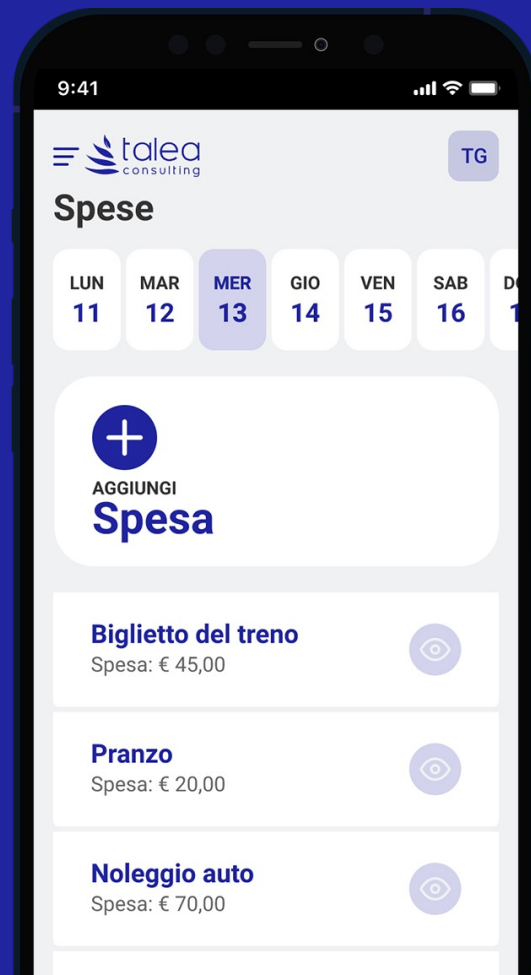 9:41
talea
consulting
TG
Spese
LUN MAR MER GIO VEN SAB
11 12 13 14 15 16
AGGIUNGI
Spesa
Biglietto del treno
Spesa: € 45,00
Pranzo
Spesa: € 20,00
Noleggio auto
Spesa: € 70,00